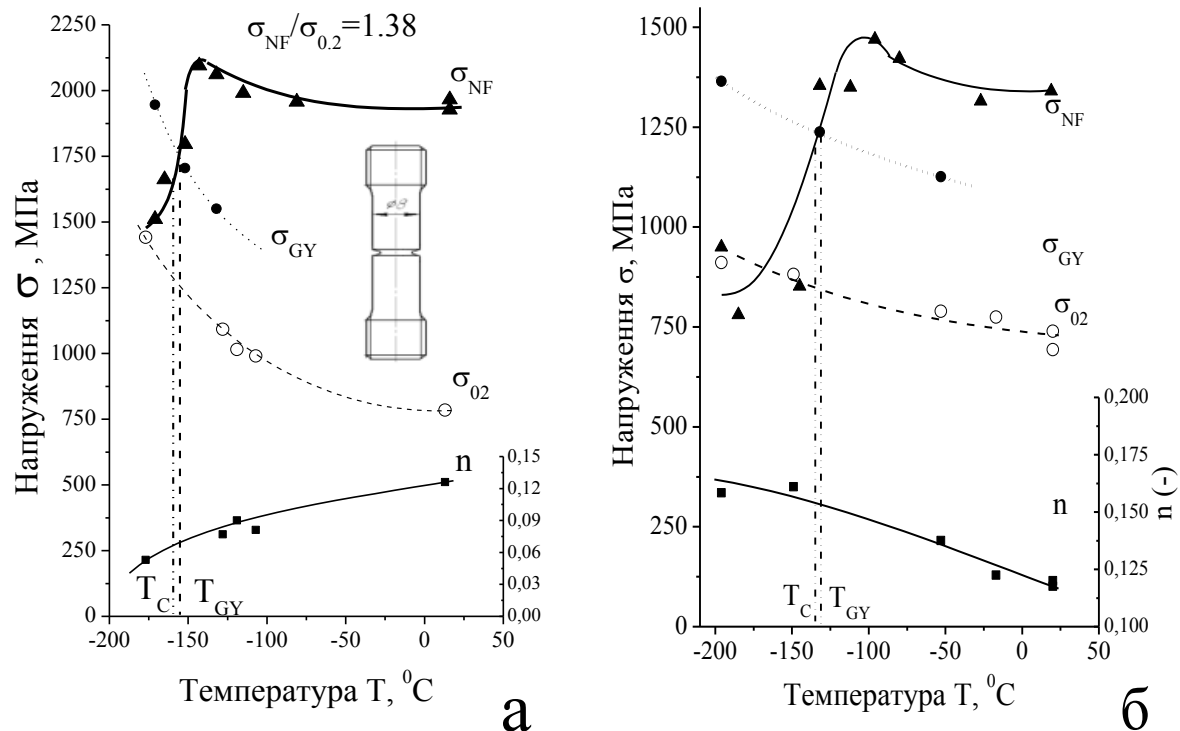 σNF/σ0.2=1.38
2250
2000
1750
1500
1250
1000
750
500
250
0
Напруження σ, МПа
σNF
ø8
σGY
σ02
n
0,15
0,12
0,09
0,06
0,03
0,00
TC
TGY
-200
-150
-100
-50
0
50
Температура T, 0C
а
1500
1250
1000
750
500
250
0
Напруження σ, МПа
σNF
σGY
σ02
n
0,200
0,175
0,150
0,120
0,100
n (-)
TC
TGY
-200
-150
-100
-50
0
50
Температура T, 0C
б